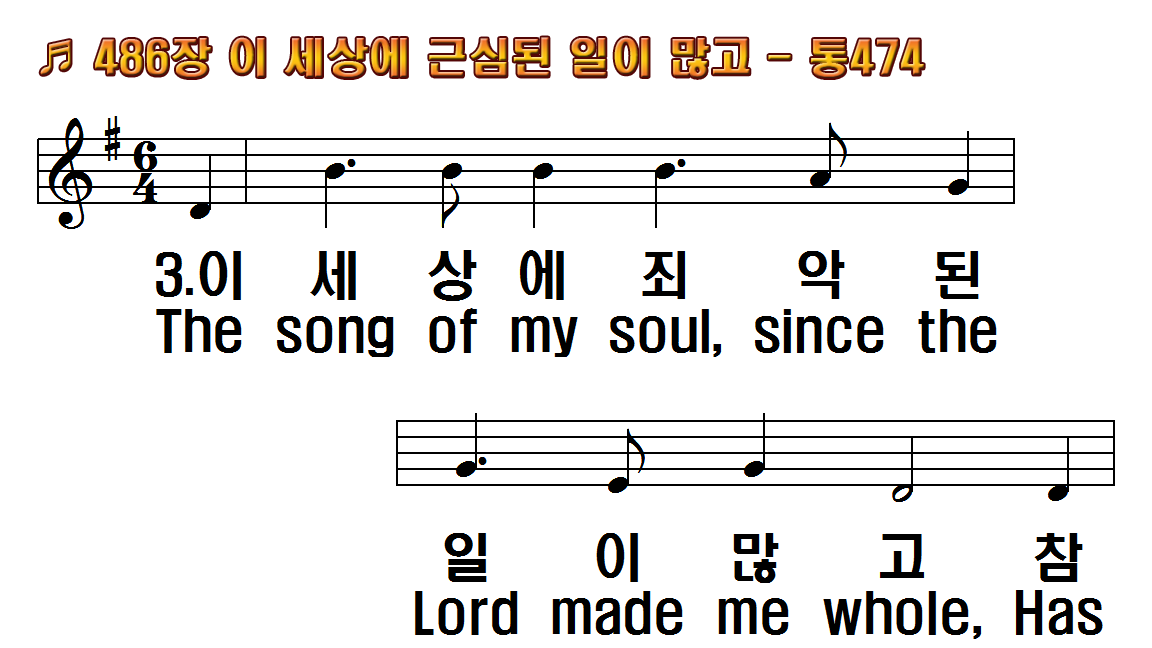 ♬ 486장 이 세상에 근심된 일이 많고 - 통474
6
4
3.이 세 상 에 죄 악 된
The song of my soul, since the
일 이 많 고 참
Lord made me whole, Has